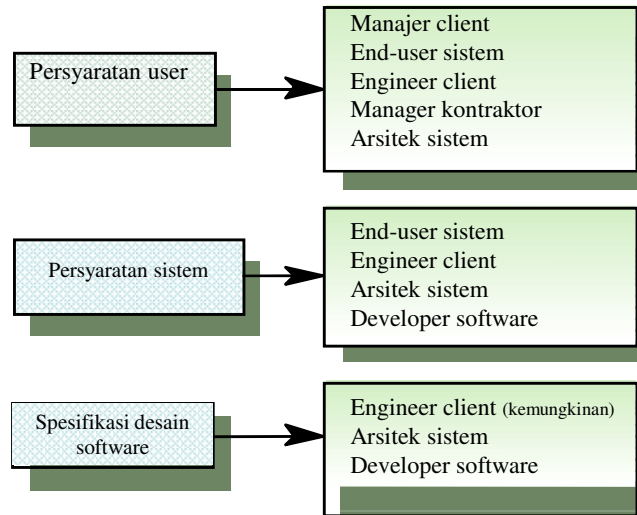 Persyaratan user
Manajer client
End-user sistem
Engineer client
Manager kontraktor
Arsitek sistem
Persyaratan sistem
End-user sistem
Engineer client
Arsitek sistem
Developer software
Spesifikasi desain
software
Engineer client (kemungkinan)
Arsitek sistem
Developer software